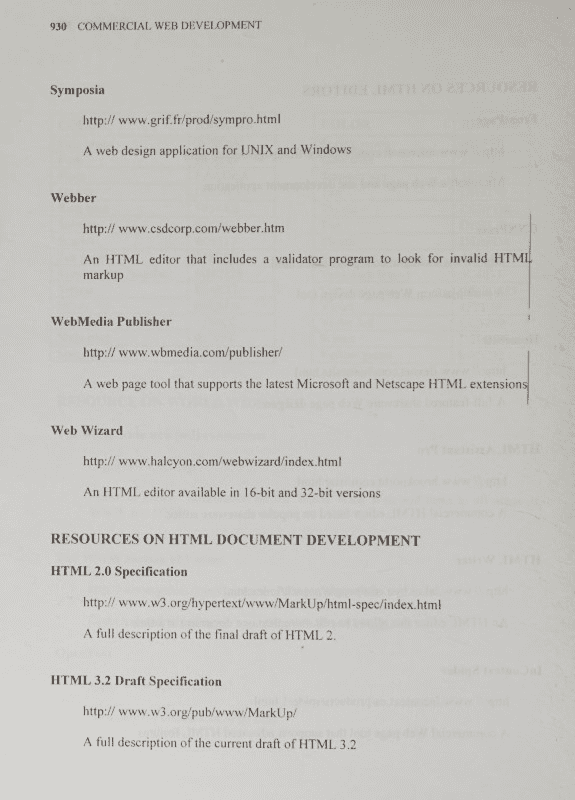 930 COMMERCIAL WEB DEVELOPMENT
Symposia
http:// www.grif.fr/prod/sympro.html
A web design application for UNIX and Windows
Webber
http:// www.csdcorp.com/webber.htm
An HTML editor that includes a validator program to look for invalid HTML
markup
WebMedia Publisher
http:// www.wbmedia.com/publisher/
A web page tool that supports the latest Microsoft and Netscape HTML extensions
Web Wizard
http:// www.halcyon.com/webwizard/index.html
An HTML editor available in 16-bit and 32-bit versions
RESOURCES ON HTML DOCUMENT DEVELOPMENT
HTML 2.0 Specification
http:// www.w3.org/hypertext/www/MarkUp/html-spec/index.html
A full description of the final draft of HTML 2.
HTML 3.2 Draft Specification
http:// www.w3.org/pub/www/MarkUp/
A full description of the current draft of HTML 3.2